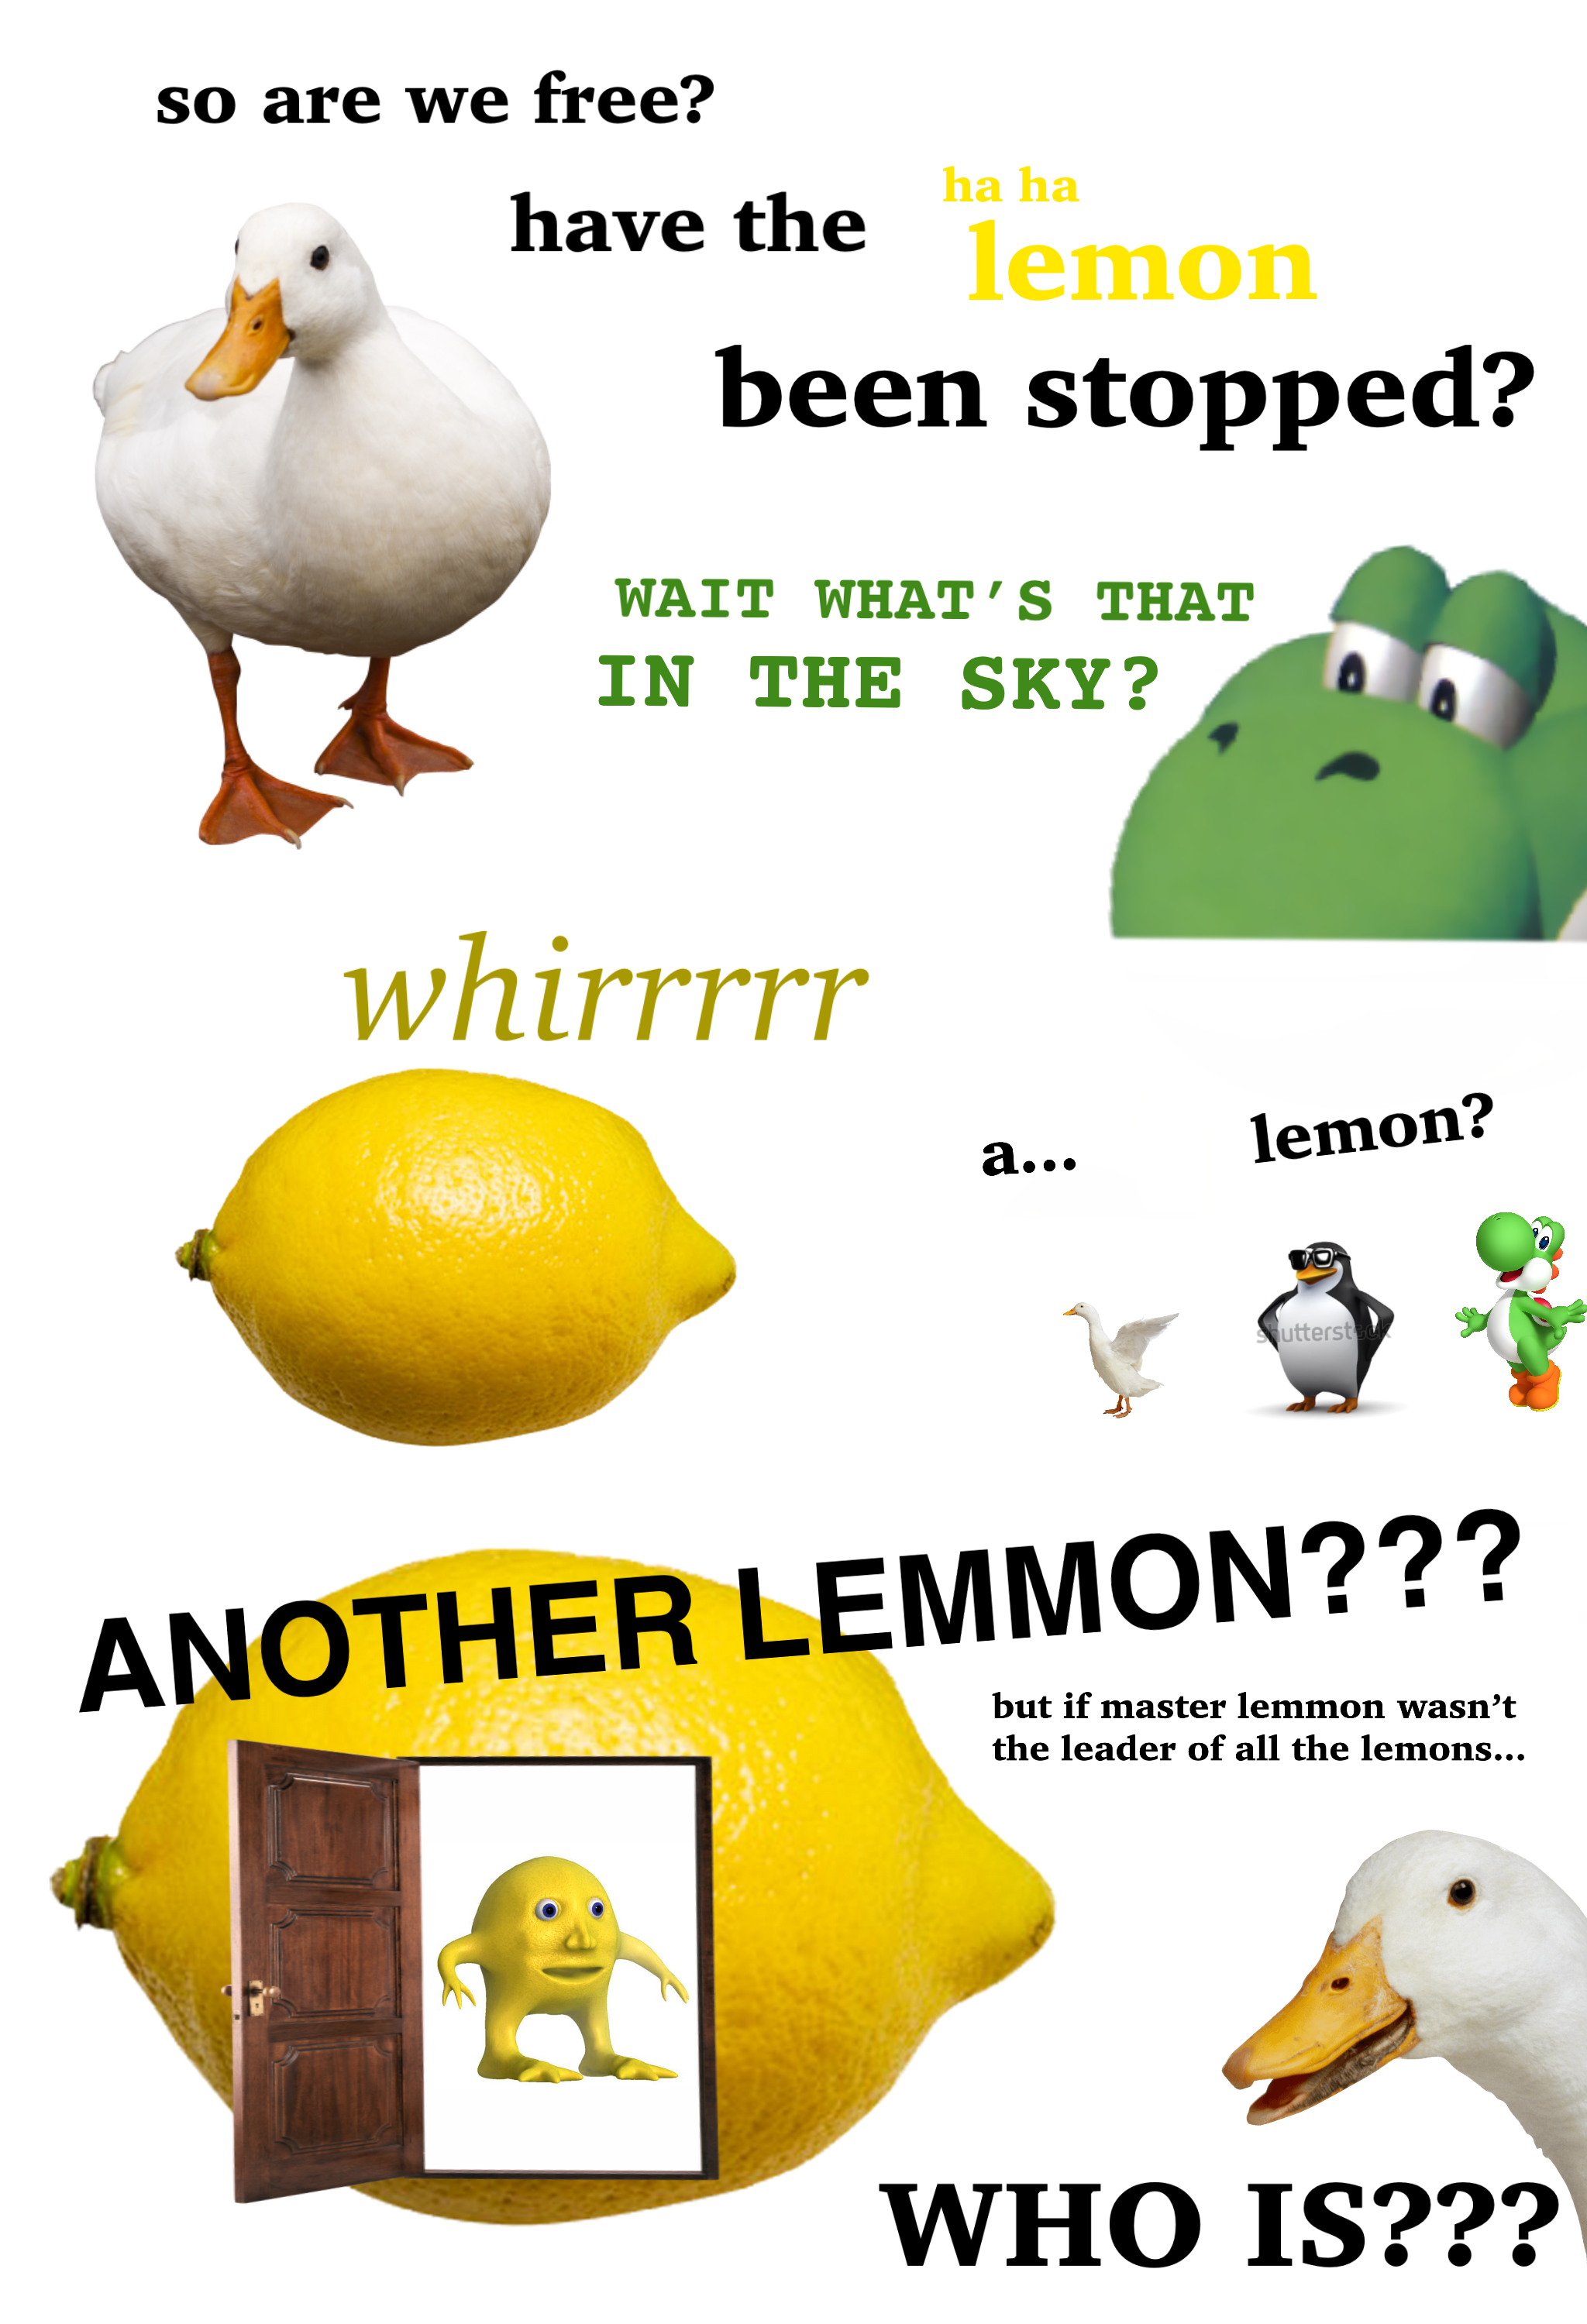 so are we free?
have the
ha ha
lemon
been stopped?
WAIT WHAT’S THAT
IN THE SKY?
whirrrrr
a... lemon?
shutterstock
ANOTHER LEMMON???
but if master lemmon wasn’t
the leader of all the lemons...
WHO IS???